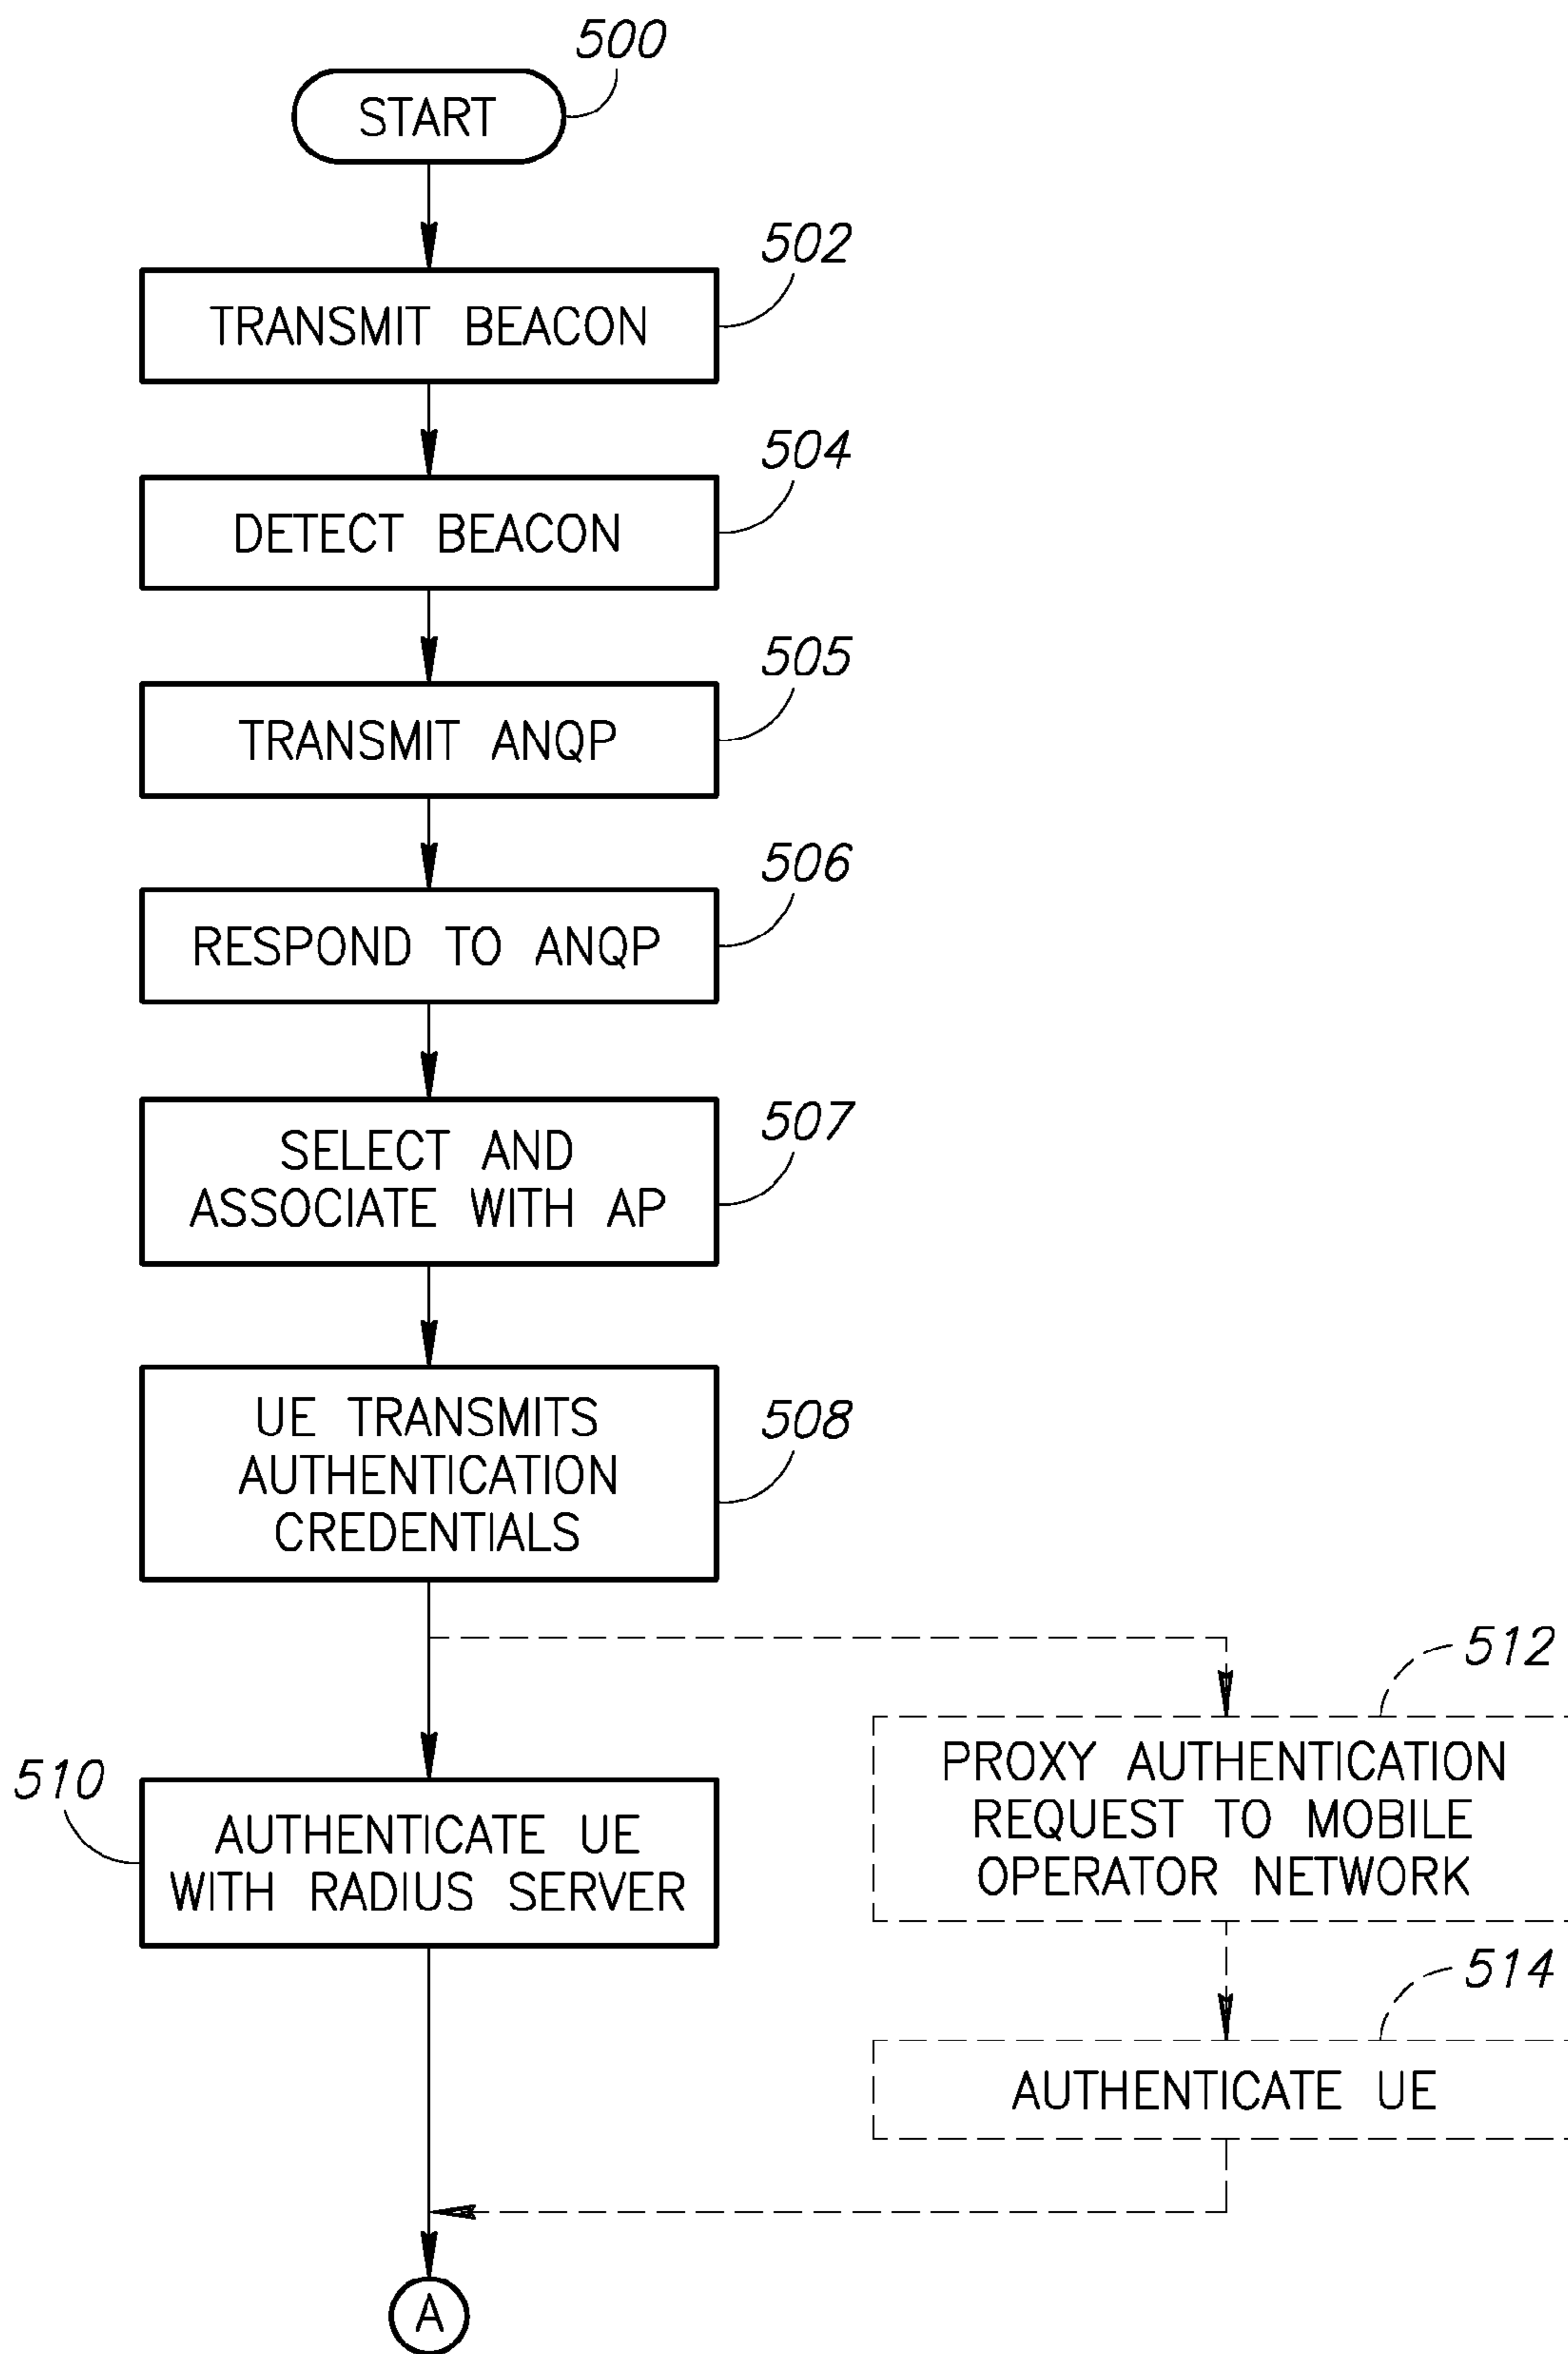 500
START
502
TRANSMIT BEACON
504
DETECT BEACON
505
TRANSMIT ANQP
506
RESPOND TO ANQP
507
SELECT AND
ASSOCIATE WITH AP
508
UE TRANSMITS
AUTHENTICATION
CREDENTIALS
510
AUTHENTICATE UE
WITH RADIUS SERVER
512
PROXY AUTHENTICATION
REQUEST TO MOBILE
OPERATOR NETWORK
514
AUTHENTICATE UE
A